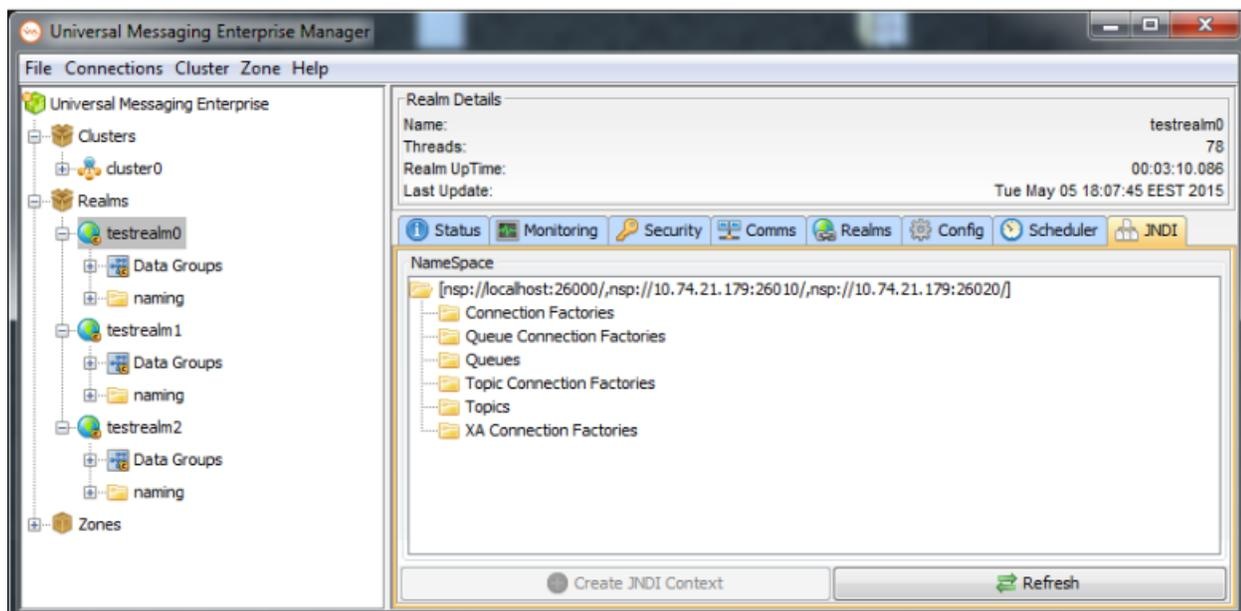 Universal Messaging Enterprise Manager
File Connections Cluster Zone Help
Universal Messaging Enterprise
Clusters
cluster0
Realms
testrealm0
Data Groups
naming
testrealm1
Data Groups
naming
testrealm2
Data Groups
naming
Zones
Realm Details
Name: testrealm0
Threads: 78
Realm UpTime: 00:03:10.086
Last Update: Tue May 05 18:07:45 EEST 2015
Status Monitoring Security Comms Realms Config Scheduler JNDI
NameSpace
[nsp://localhost:26000/,nsp://10.74.21.179:26010/,nsp://10.74.21.179:26020/]
Connection Factories
Queue Connection Factories
Queues
Topic Connection Factories
Topics
XA Connection Factories
Create JNDI Context Refresh